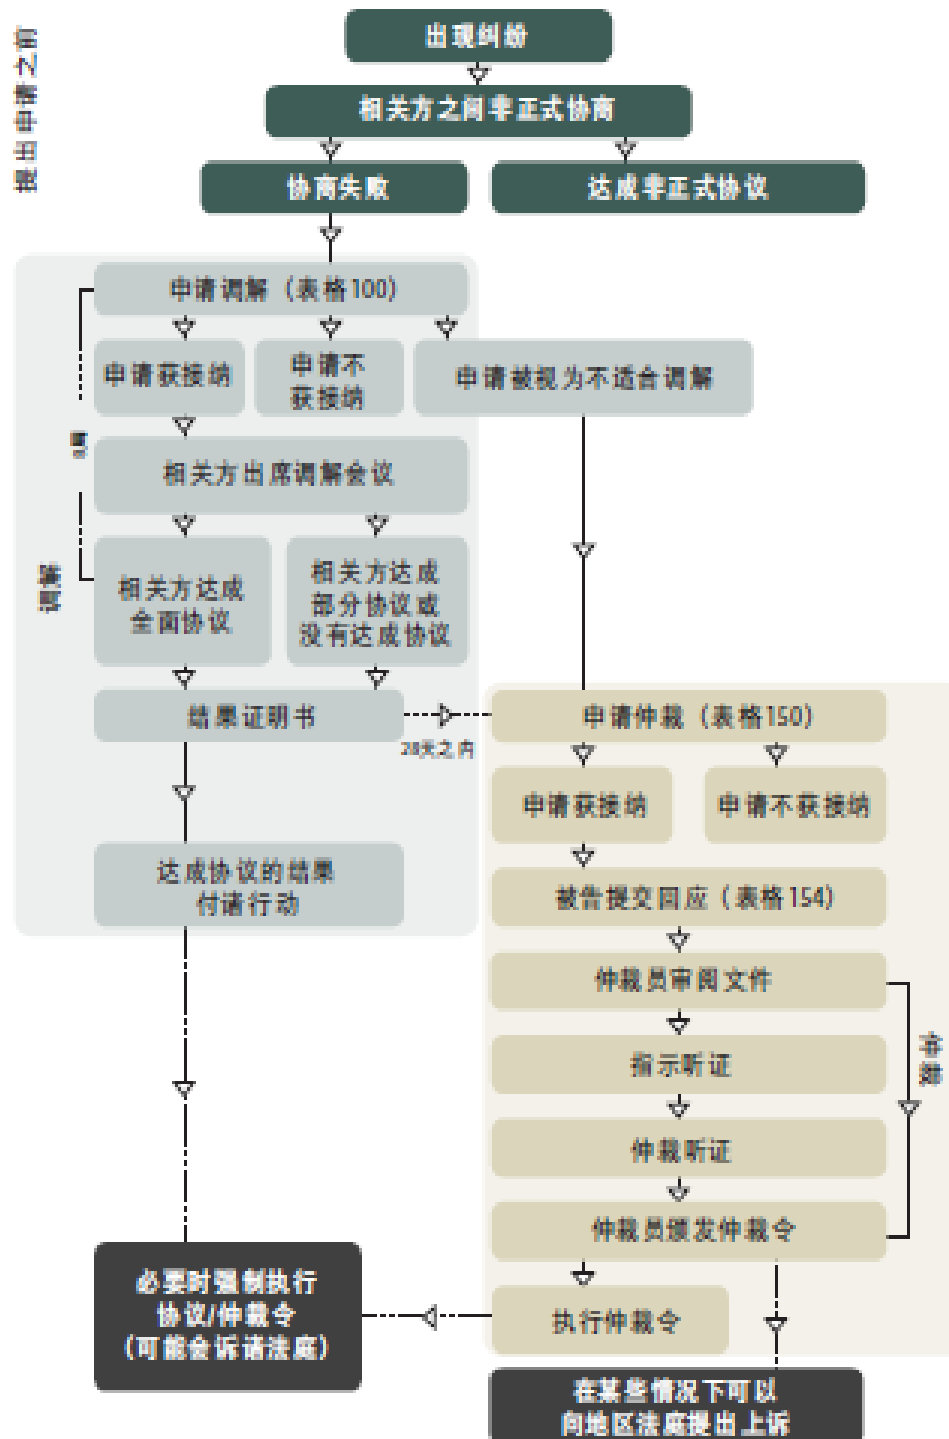 提出申请之前
出现纠纷
相关方之间非正式协商
协商失败
达成非正式协议
申请调解（表格100）
申请获接纳
申请不
获接纳
申请被视为不适合调解
相关方出席调解会议
调解
相关方达成
全面协议
相关方达成
部分协议或
没有达成协议
结果证明书
28天之内
申请仲裁（表格150）
申请获接纳
申请不获接纳
达成协议的结果
付诸行动
被告提交回应（表格154）
仲裁员审阅文件
仲裁
指示听证
仲裁听证
仲裁员颁发仲裁令
必要时强制执行
协议/仲裁令
（可能会诉诸法庭）
执行仲裁令
在某些情况下可以
向地区法庭提出上诉